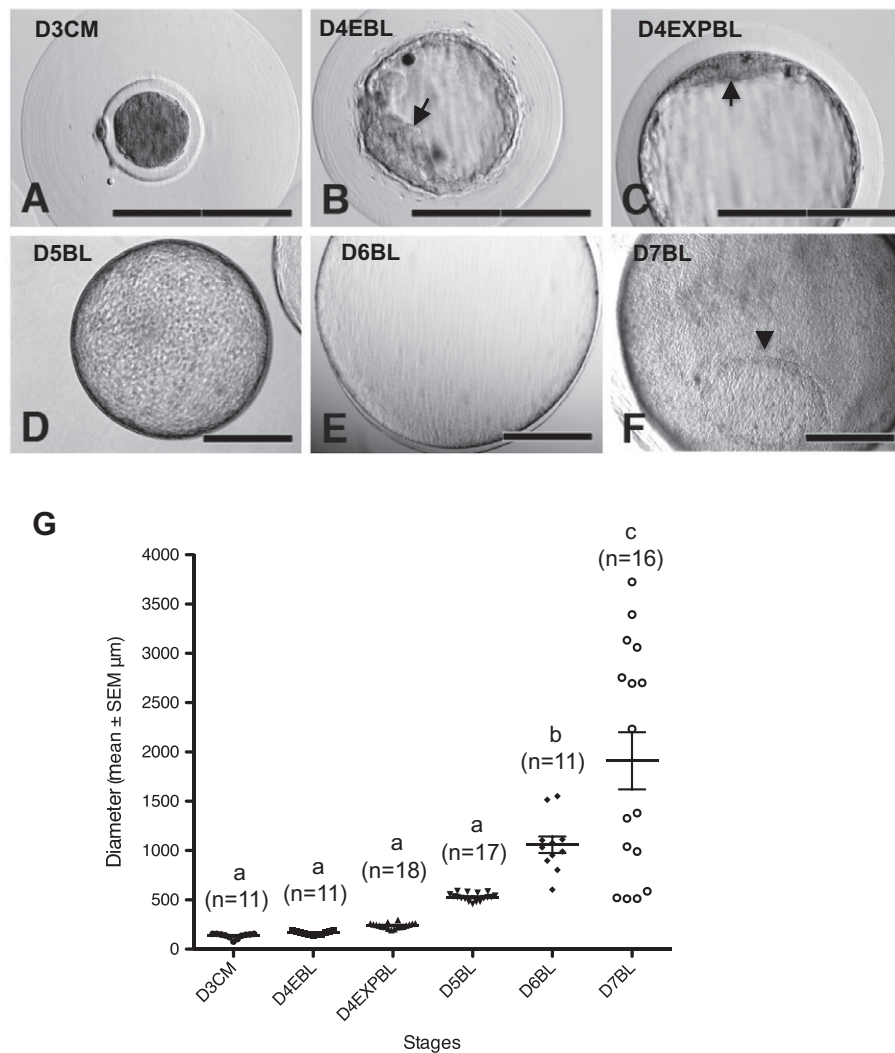 D3CM
D4EBL
D4EXPBL
A
B
C
D5BL
D6BL
D7BL
D
E
F
G
4000
3500
3000
2500
2000
1500
1000
500
0
Diameter (mean ± SEM µm)
a
(n=11)
a
(n=11)
a
(n=18)
a
(n=17)
b
(n=11)
c
(n=16)
D3CM
D4EBL
D4EXPBL
D5BL
D6BL
D7BL
Stages